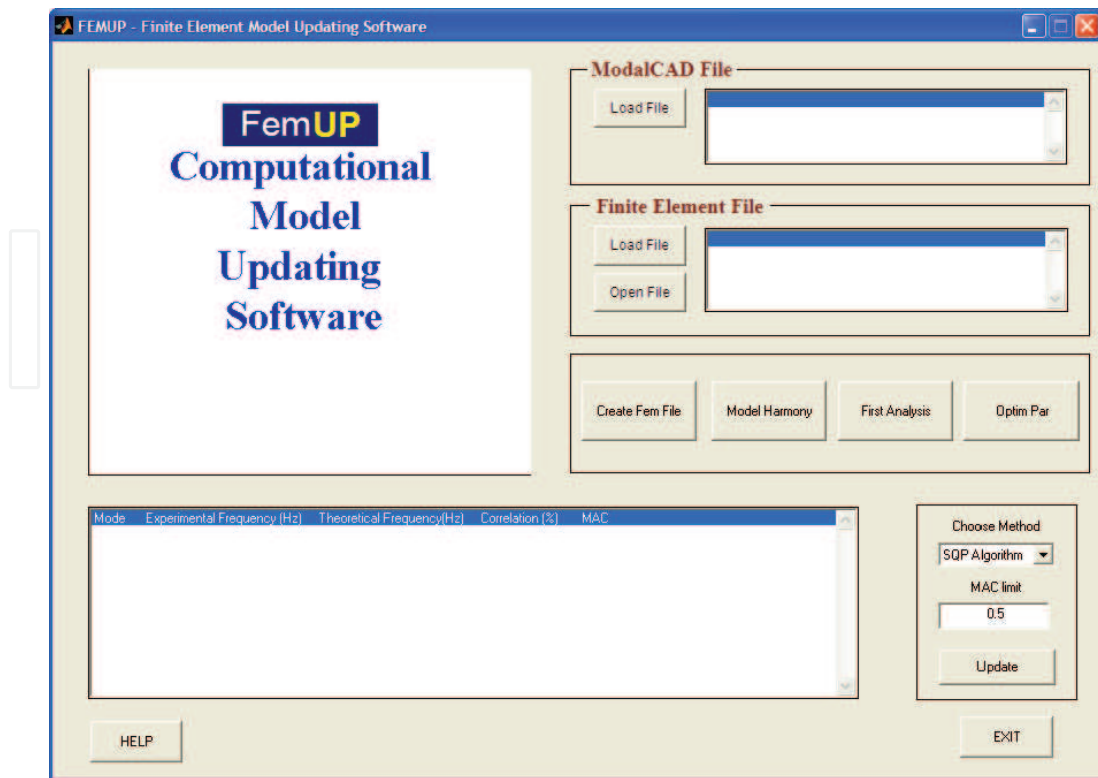 FEMUP - Finite Element Model Updating Software
FemUP
Computational
Model
Updating
Software
ModalCAD File
Load File
Finite Element File
Load File
Open File
Create Fem File
Model Harmony
First Analysis
Optim Par
Mode Experimental Frequency (Hz) Theoretical Frequency(Hz) Correlation (%) MAC
Choose Method
SQP Algorithm
MAC limit
0.5
Update
HELP
EXIT